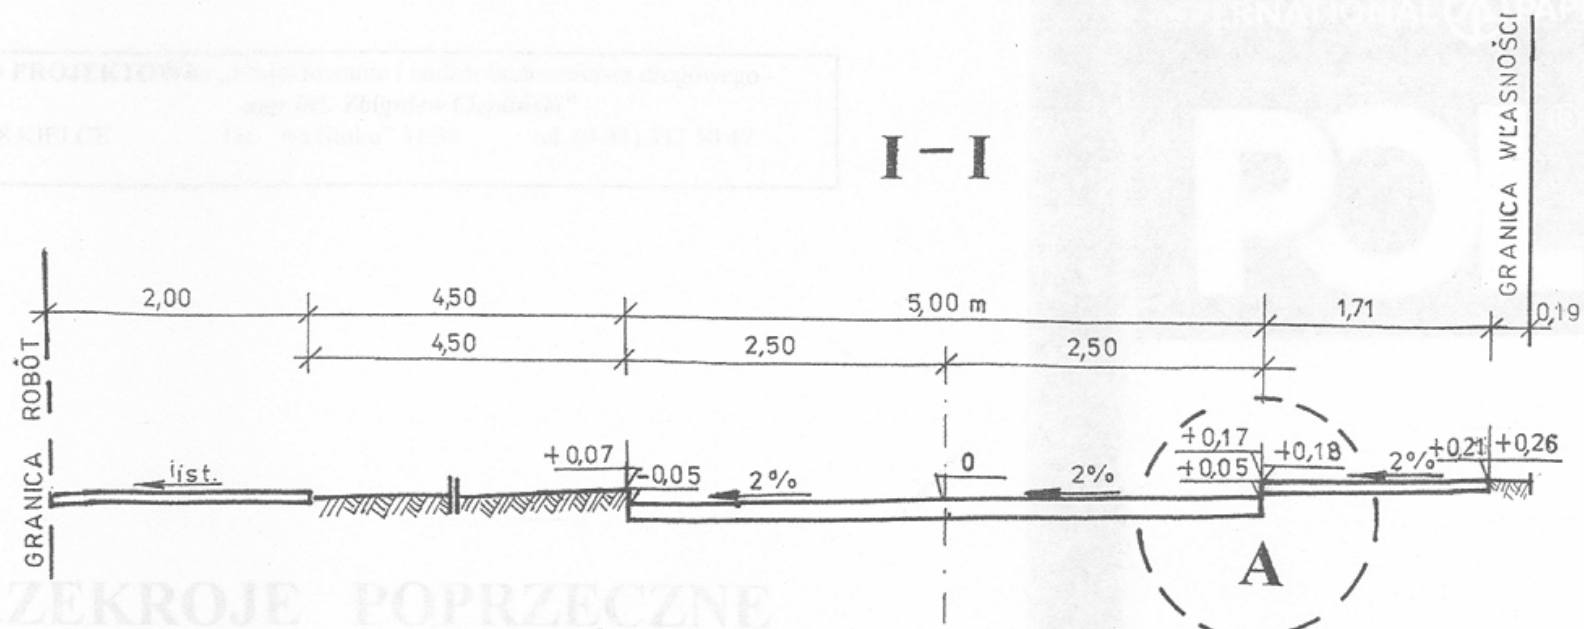 I – I
GRANICA WŁASNOŚCI
2,00
4,50
5,00 m
1,71
0,19
4,50
2,50
2,50
GRANICA ROBÓT
iist.
+0,07
-0,05
2%
0
2%
+0,17
+0,05
+0,18
2%
+0,21
+0,26
A
PRZEKROJE POPRZECZNE